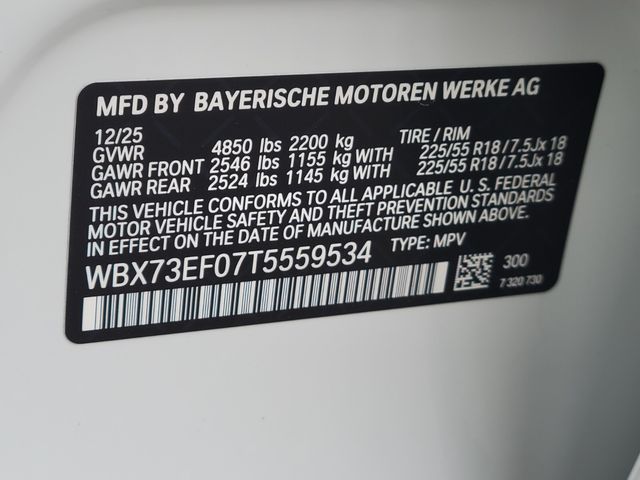 MFD BY BAYERISCHE MOTOREN WERKE AG
12/25 TIRE / RIM
GVWR 4850 lbs 2200 kg
GAWR FRONT 2546 lbs 1155 kg WITH 225/55 R18 / 7.5Jx 18
GAWR REAR 2524 lbs 1145 kg WITH 225/55 R18 / 7.5Jx 18
THIS VEHICLE CONFORMS TO ALL APPLICABLE U.S. FEDERAL
MOTOR VEHICLE SAFETY AND THEFT PREVENTION STANDARDS
IN EFFECT ON THE DATE OF MANUFACTURE SHOWN ABOVE.
WBX73EF07T5559534 TYPE: MPV
300
7 320 730